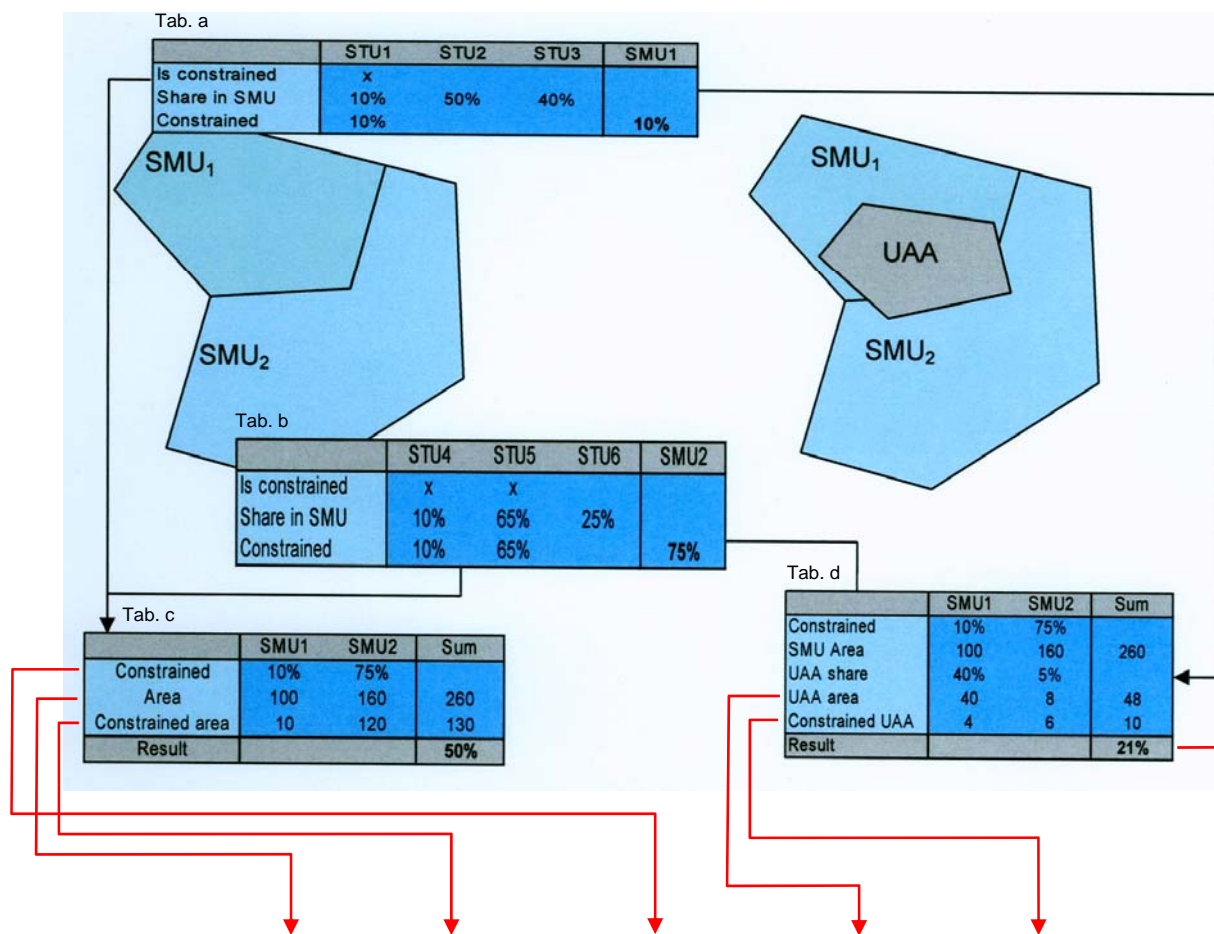 Tab. a
STU1 STU2 STU3 SMU1
Is constrained x
Share in SMU 10% 50% 40%
Constrained 10% 10%
SMU1
SMU2
SMU1
UAA
SMU2
Tab. b
STU4 STU5 STU6 SMU2
Is constrained x x
Share in SMU 10% 65% 25%
Constrained 10% 65% 75%
Tab. c
SMU1 SMU2 Sum
Constrained 10% 75%
Area 100 160 260
Constrained area 10 120 130
Result 50%
Tab. d
SMU1 SMU2 Sum
Constrained 10% 75%
SMU Area 100 160 260
UAA share 40% 5%
UAA area 40 8 48
Constrained UAA 4 6 10
Result 21%